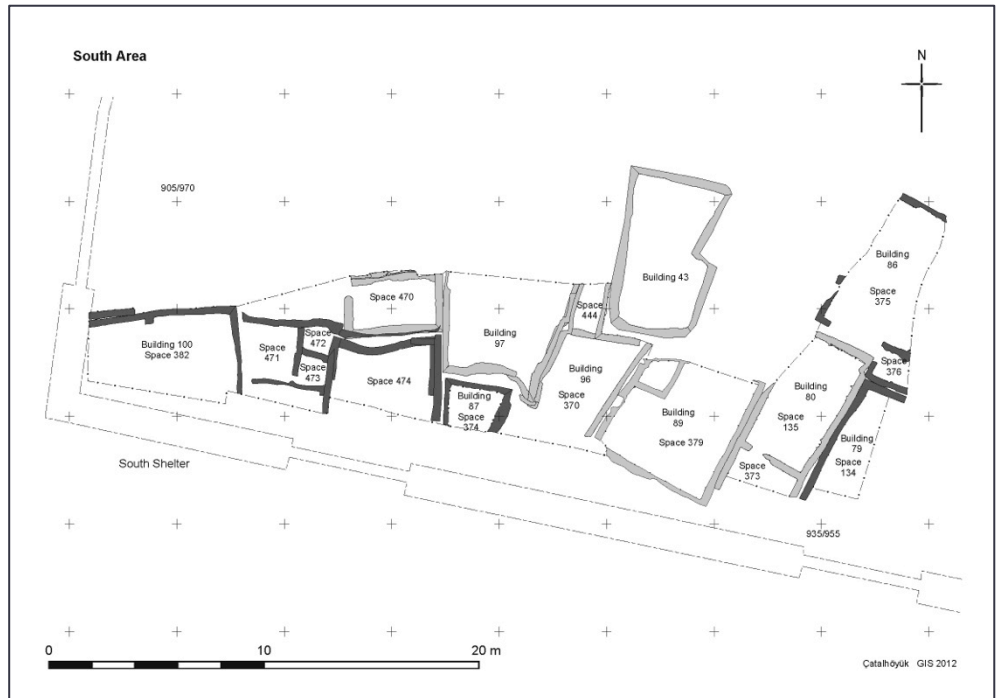 South Area
N
905/970
Building
86
Space
375
Building 43
Space 470
Space
444
Building
97
Space
472
Building 100
Space 382
Space
471
Space
473
Space 474
Building
87
Space
374
Building
96
Space
370
Building
89
Space 379
Building
80
Space
135
Space
376
Building
79
Space
134
Space
373
South Shelter
935/955
0
10
20 m
Çatalhöyük GIS 2012